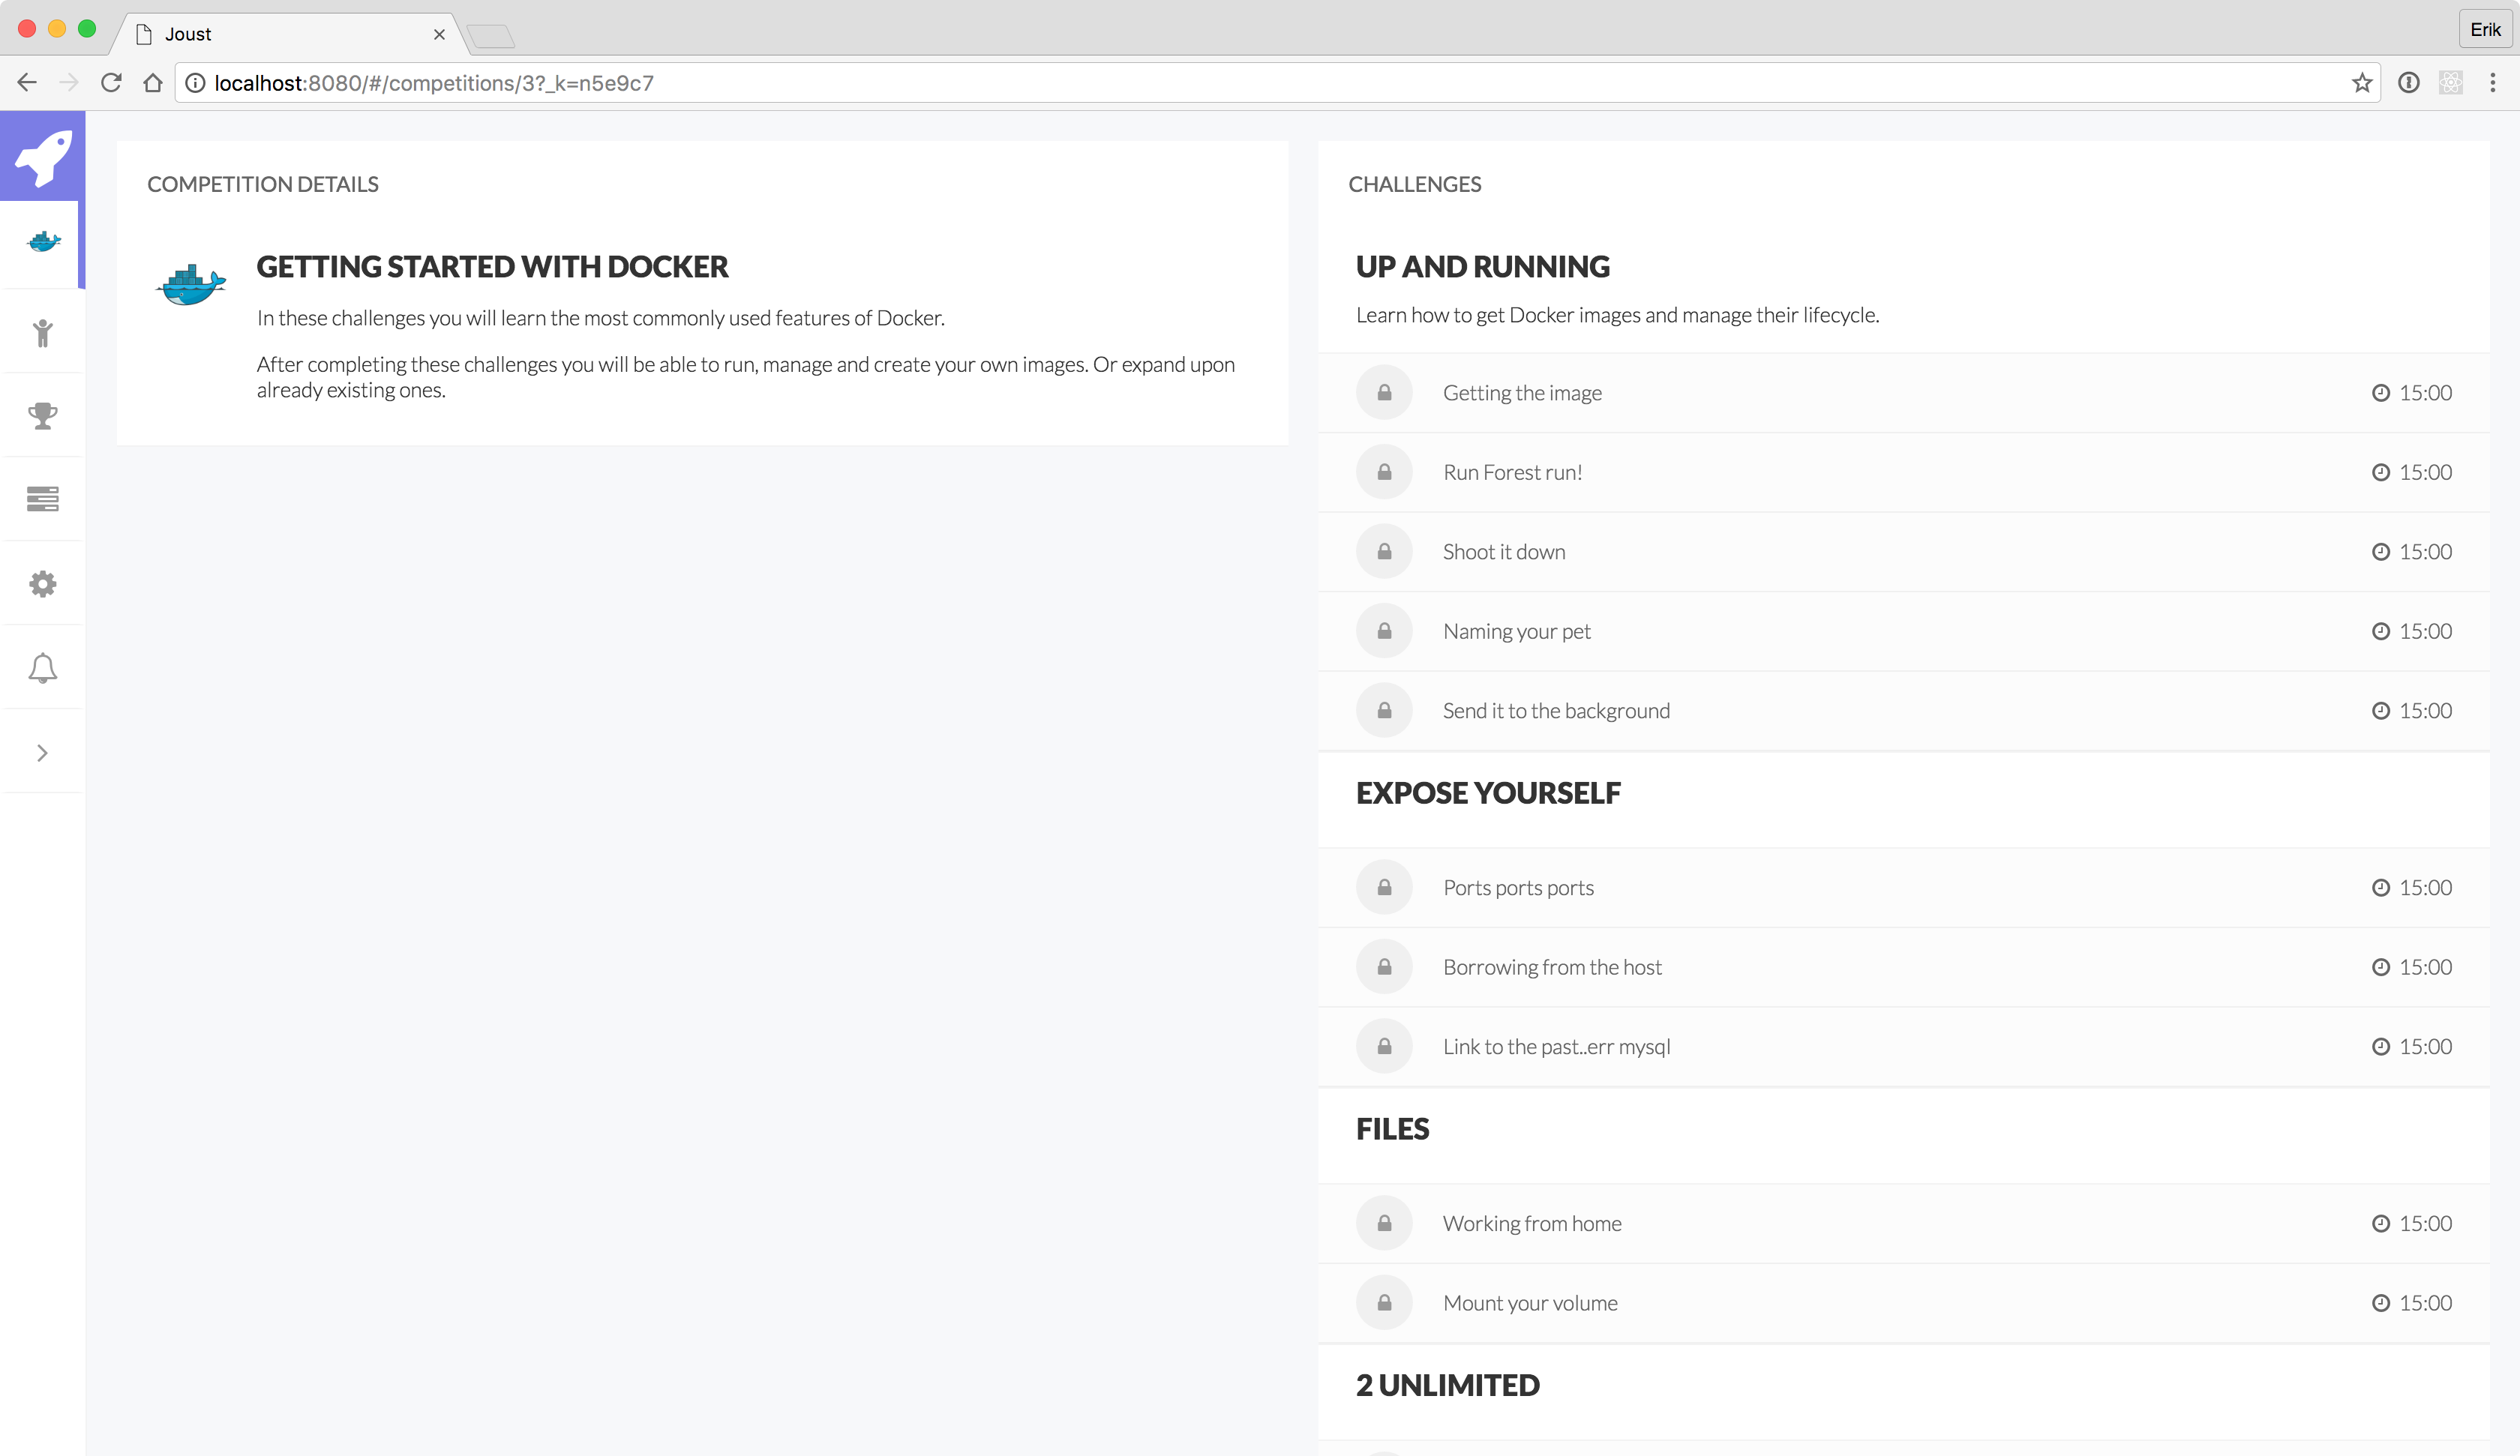 Joust
Erik
localhost:8080/#/competitions/3?_k=n5e9c7
COMPETITION DETAILS
GETTING STARTED WITH DOCKER
In these challenges you will learn the most commonly used features of Docker.
After completing these challenges you will be able to run, manage and create your own images. Or expand upon
already existing ones.
CHALLENGES
UP AND RUNNING
Learn how to get Docker images and manage their lifecycle.
Getting the image 15:00
Run Forest run! 15:00
Shoot it down 15:00
Naming your pet 15:00
Send it to the background 15:00
EXPOSE YOURSELF
Ports ports ports 15:00
Borrowing from the host 15:00
Link to the past..err mysql 15:00
FILES
Working from home 15:00
Mount your volume 15:00
2 UNLIMITED